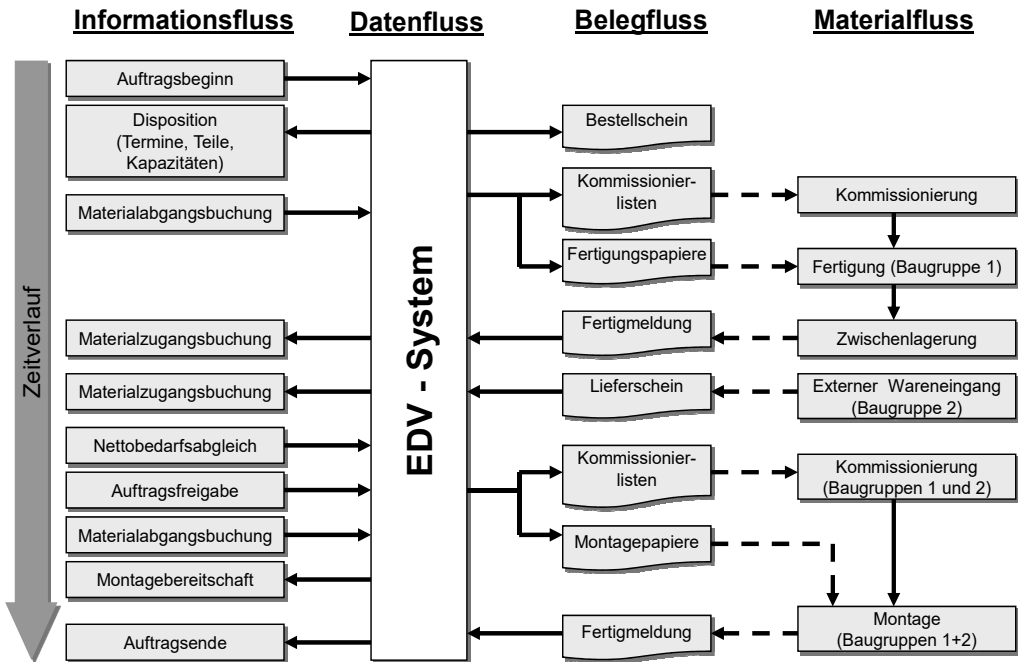 Informationsfluss
Datenfluss
Belegfluss
Materialfluss
Zeitverlauf
Auftragsbeginn
Disposition
(Termine, Teile,
Kapazitäten)
Materialabgangsbuchung
Materialzugangsbuchung
Materialzugangsbuchung
Nettobedarfsabgleich
Auftragsfreigabe
Materialabgangsbuchung
Montagebereitschaft
Auftragsende
EDV - System
Bestellschein
Kommissionier-
listen
Fertigungspapiere
Fertigmeldung
Lieferschein
Kommissionier-
listen
Montagepapiere
Fertigmeldung
Kommissionierung
Fertigung (Baugruppe 1)
Zwischenlagerung
Externer Wareneingang
(Baugruppe 2)
Kommissionierung
(Baugruppen 1 und 2)
Montage
(Baugruppen 1+2)